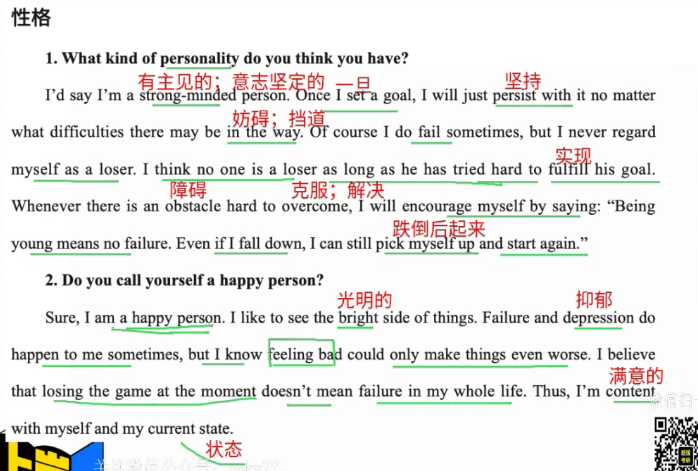 性格
1. What kind of personality do you think you have?
有主见的；意志坚定的 一旦 坚持
I'd say I'm a strong-minded person. Once I set a goal, I will just persist with it no matter
妨碍；挡道
what difficulties there may be in the way. Of course I do fail sometimes, but I never regard
实现
myself as a loser. I think no one is a loser as long as he has tried hard to fulfill his goal.
障碍 克服；解决
Whenever there is an obstacle hard to overcome, I will encourage myself by saying: “Being
跌倒后起来
young means no failure. Even if I fall down, I can still pick myself up and start again.”
2. Do you call yourself a happy person?
光明的 抑郁
Sure, I am a happy person. I like to see the bright side of things. Failure and depression do
happen to me sometimes, but I know feeling bad could only make things even worse. I believe
满意的
that losing the game at the moment doesn't mean failure in my whole life. Thus, I'm content
with myself and my current state.
状态